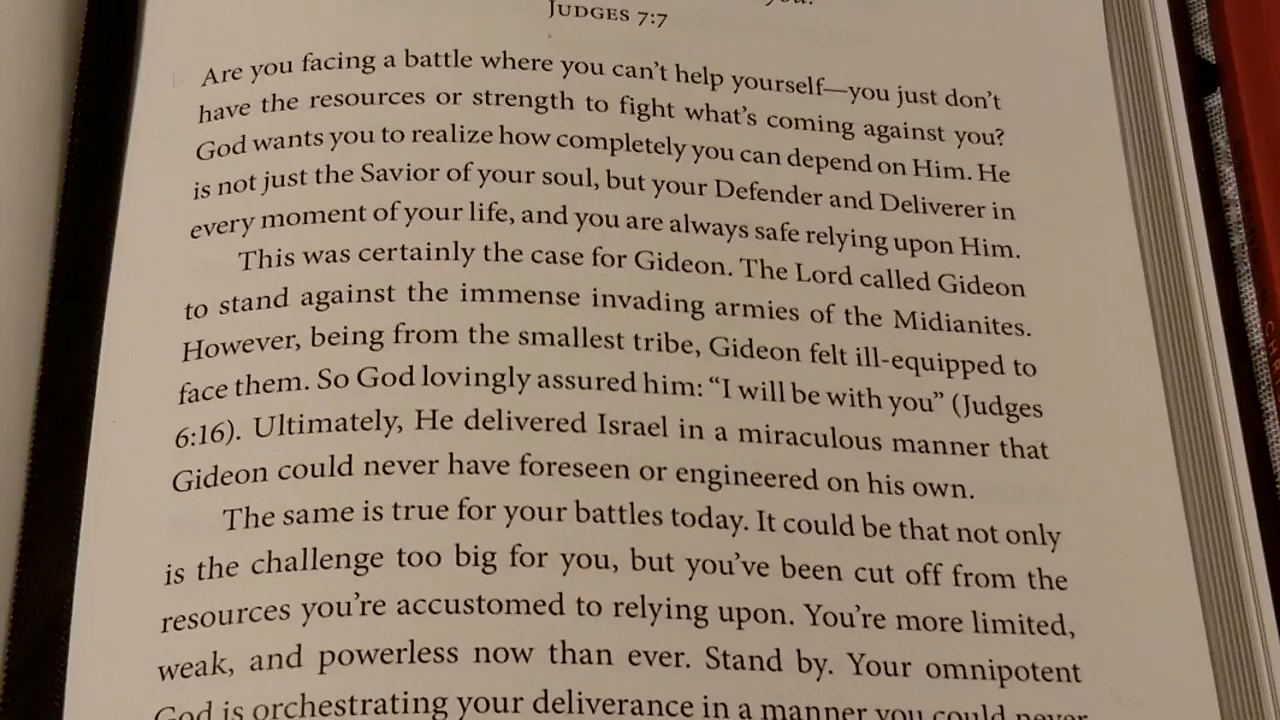 you.
JUDGES 7:7
Are you facing a battle where you can't help yourself—you just don't
have the resources or strength to fight what's coming against you?
God wants you to realize how completely you can depend on Him. He
is not just the Savior of your soul, but your Defender and Deliverer in
every moment of your life, and you are always safe relying upon Him.
This was certainly the case for Gideon. The Lord called Gideon
to stand against the immense invading armies of the Midianites.
However, being from the smallest tribe, Gideon felt ill-equipped to
face them. So God lovingly assured him: “I will be with you” (Judges
6:16). Ultimately, He delivered Israel in a miraculous manner that
Gideon could never have foreseen or engineered on his own.
The same is true for your battles today. It could be that not only
is the challenge too big for you, but you've been cut off from the
resources you're accustomed to relying upon. You're more limited,
weak, and powerless now than ever. Stand by. Your omnipotent
God is orchestrating your deliverance in a manner you could never